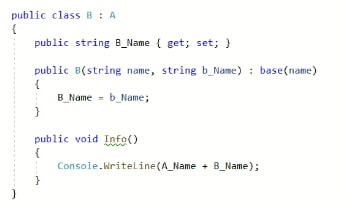 public class B : A
{
public string B_Name { get; set; }
public B(string name, string b_Name) : base(name)
{
B_Name = b_Name;
}
public void Info()
{
Console.WriteLine(A_Name + B_Name);
}
}